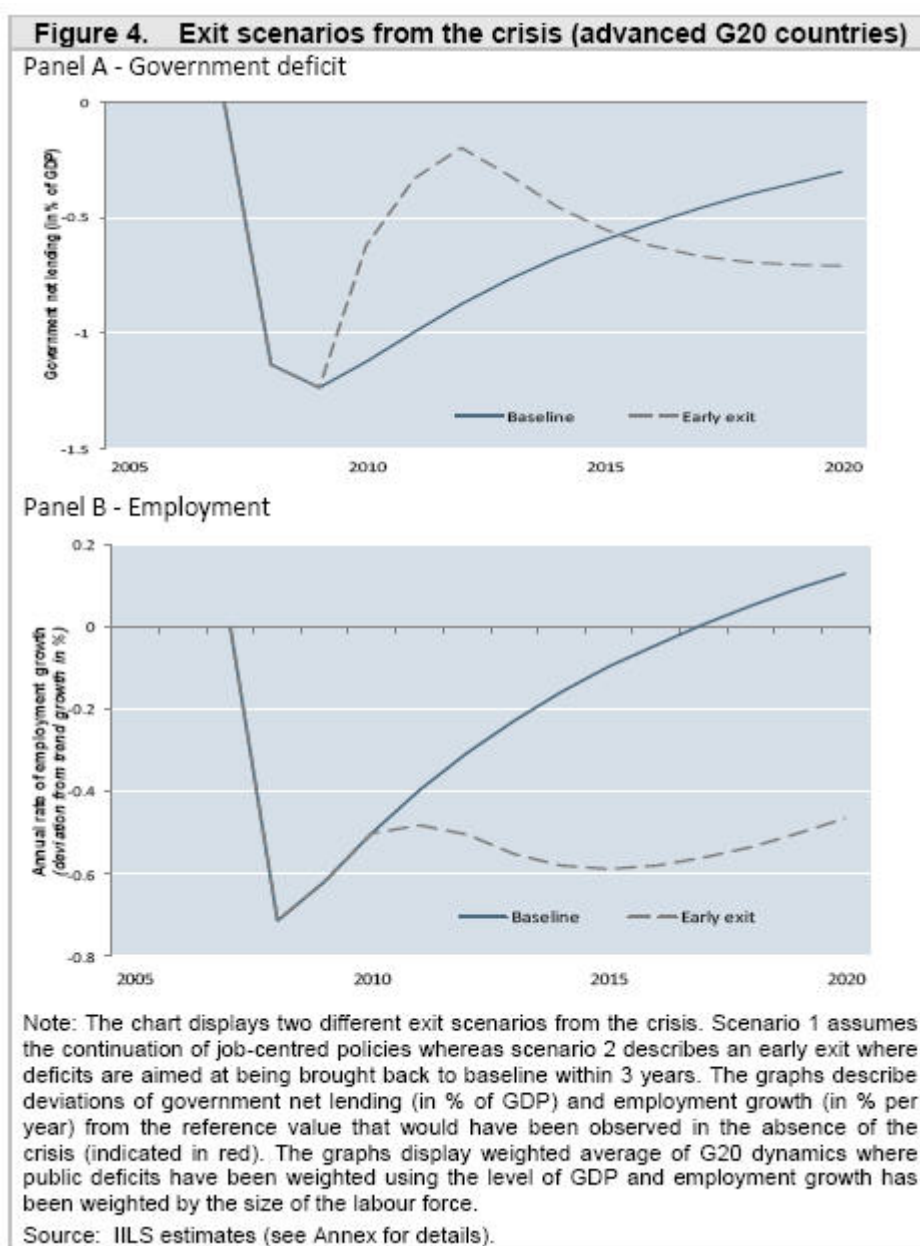 Figure 4. Exit scenarios from the crisis (advanced G20 countries)
Panel A - Government deficit
Government net lending (in % of GDP)
0
-0.5
-1
-1.5
Baseline
Early exit
2005
2010
2015
2020
Panel B - Employment
Annual rate of employment growth
(deviation from trend growth in %)
0.2
0
-0.2
-0.4
-0.6
-0.8
Baseline
Early exit
2005
2010
2015
2020
Note: The chart displays two different exit scenarios from the crisis. Scenario 1 assumes
the continuation of job-centred policies whereas scenario 2 describes an early exit where
deficits are aimed at being brought back to baseline within 3 years. The graphs describe
deviations of government net lending (in % of GDP) and employment growth (in % per
year) from the reference value that would have been observed in the absence of the
crisis (indicated in red). The graphs display weighted average of G20 dynamics where
public deficits have been weighted using the level of GDP and employment growth has
been weighted by the size of the labour force.
Source: IILS estimates (see Annex for details).